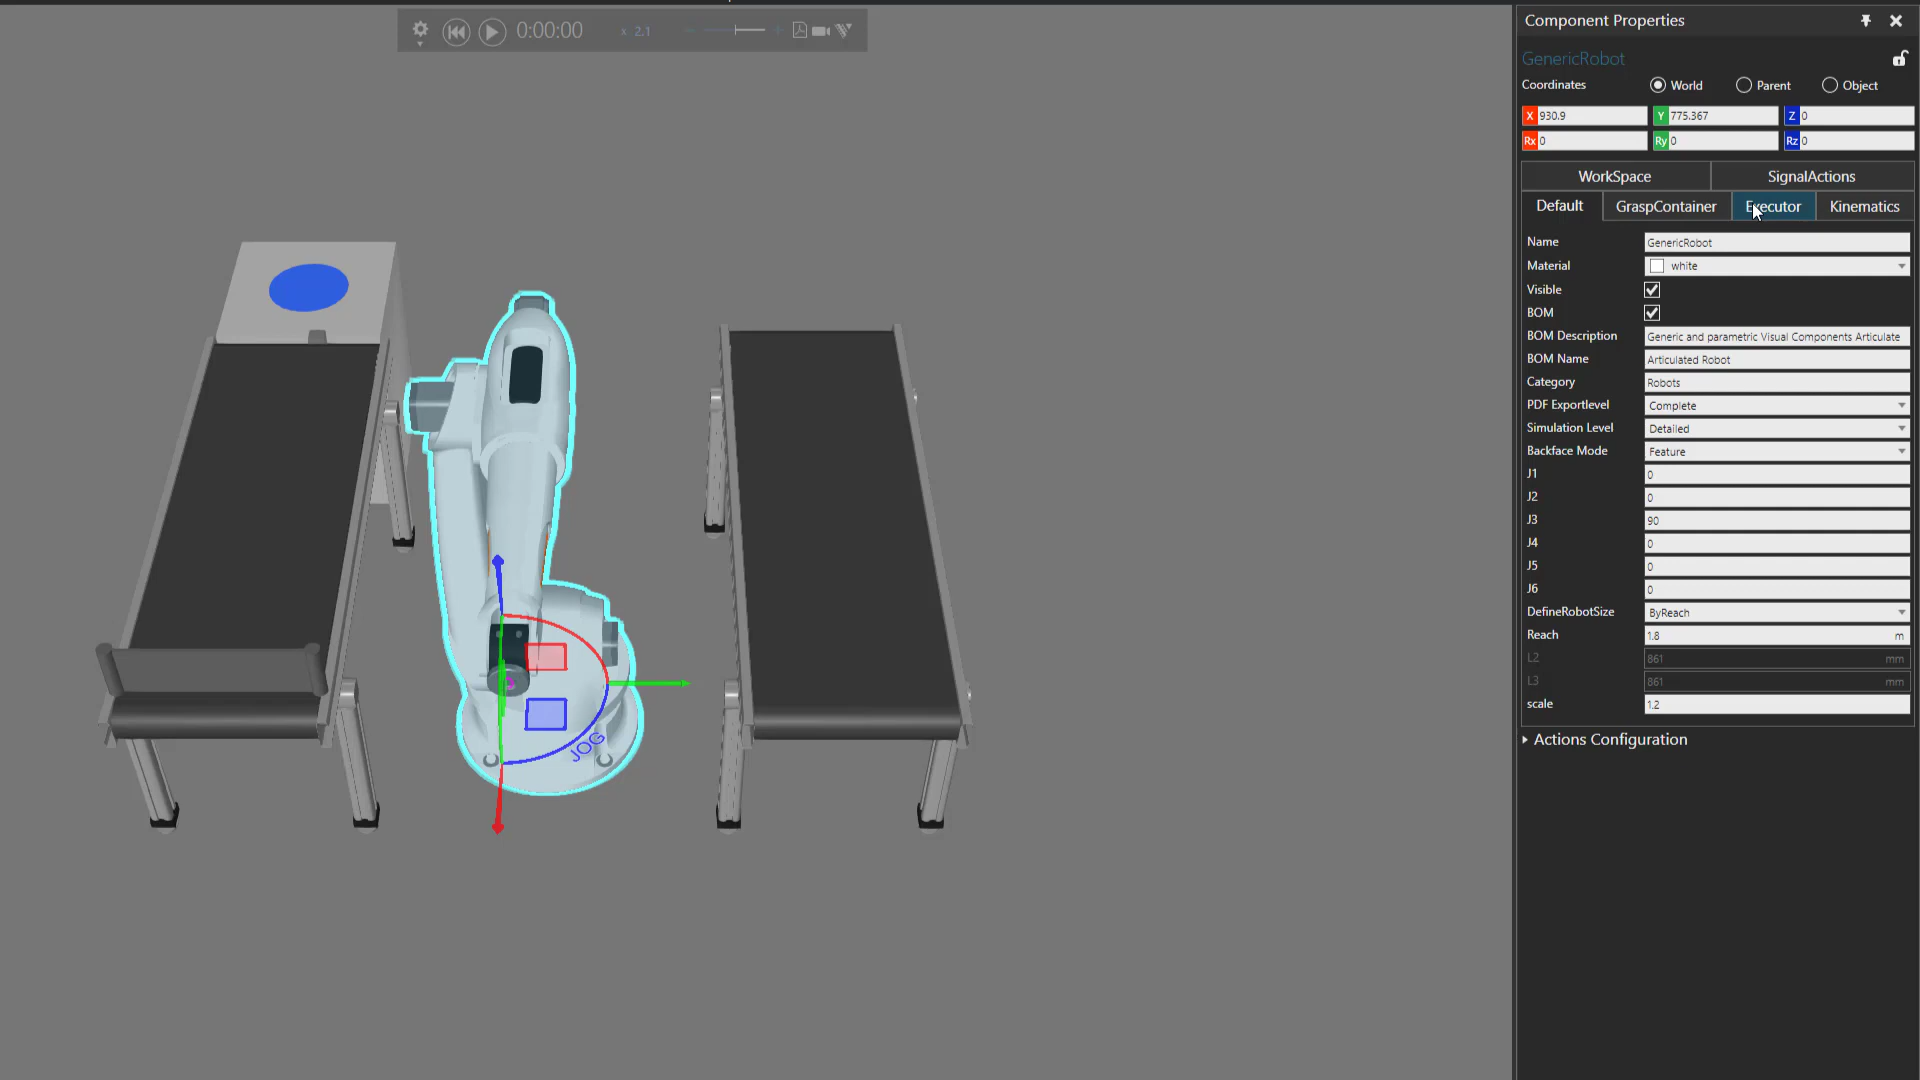 0:00:00
x 2.1
JOG
Component Properties
GenericRobot
Coordinates
World
Parent
Object
X 930.9
Y 775.367
Z 0
Rx 0
Ry 0
Rz 0
WorkSpace
SignalActions
Default
GraspContainer
Executor
Kinematics
Name GenericRobot
Material white
Visible
BOM
BOM Description Generic and parametric Visual Components Articulate
BOM Name Articulated Robot
Category Robots
PDF Exportlevel Complete
Simulation Level Detailed
Backface Mode Feature
J1 0
J2 0
J3 90
J4 0
J5 0
J6 0
DefineRobotSize ByReach
Reach 1.8 m
L2 861 mm
L3 861 mm
scale 1.2
Actions Configuration